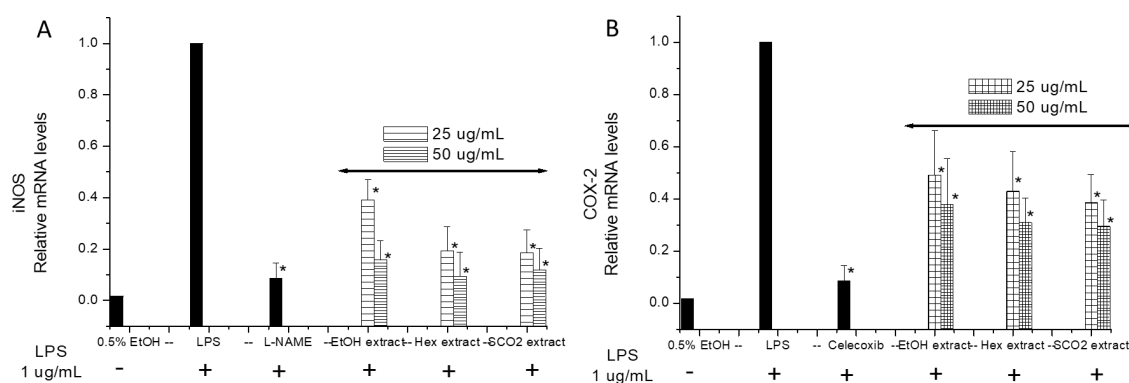 A
iNOS
Relative mRNA levels
1.0
0.8
0.6
0.4
0.2
0.0
25 ug/mL
50 ug/mL
*
* * * * * *
0.5% EtOH -- LPS -- L-NAME --EtOH extract-- Hex extract --SCO2 extract
LPS
1 ug/mL - + + + + +
B
COX-2
Relative mRNA levels
1.0
0.8
0.6
0.4
0.2
0.0
25 ug/mL
50 ug/mL
*
* * * * * *
0.5% EtOH -- LPS -- Celecoxib --EtOH extract-- Hex extract --SCO2 extract
LPS
1 ug/mL - + + + + +